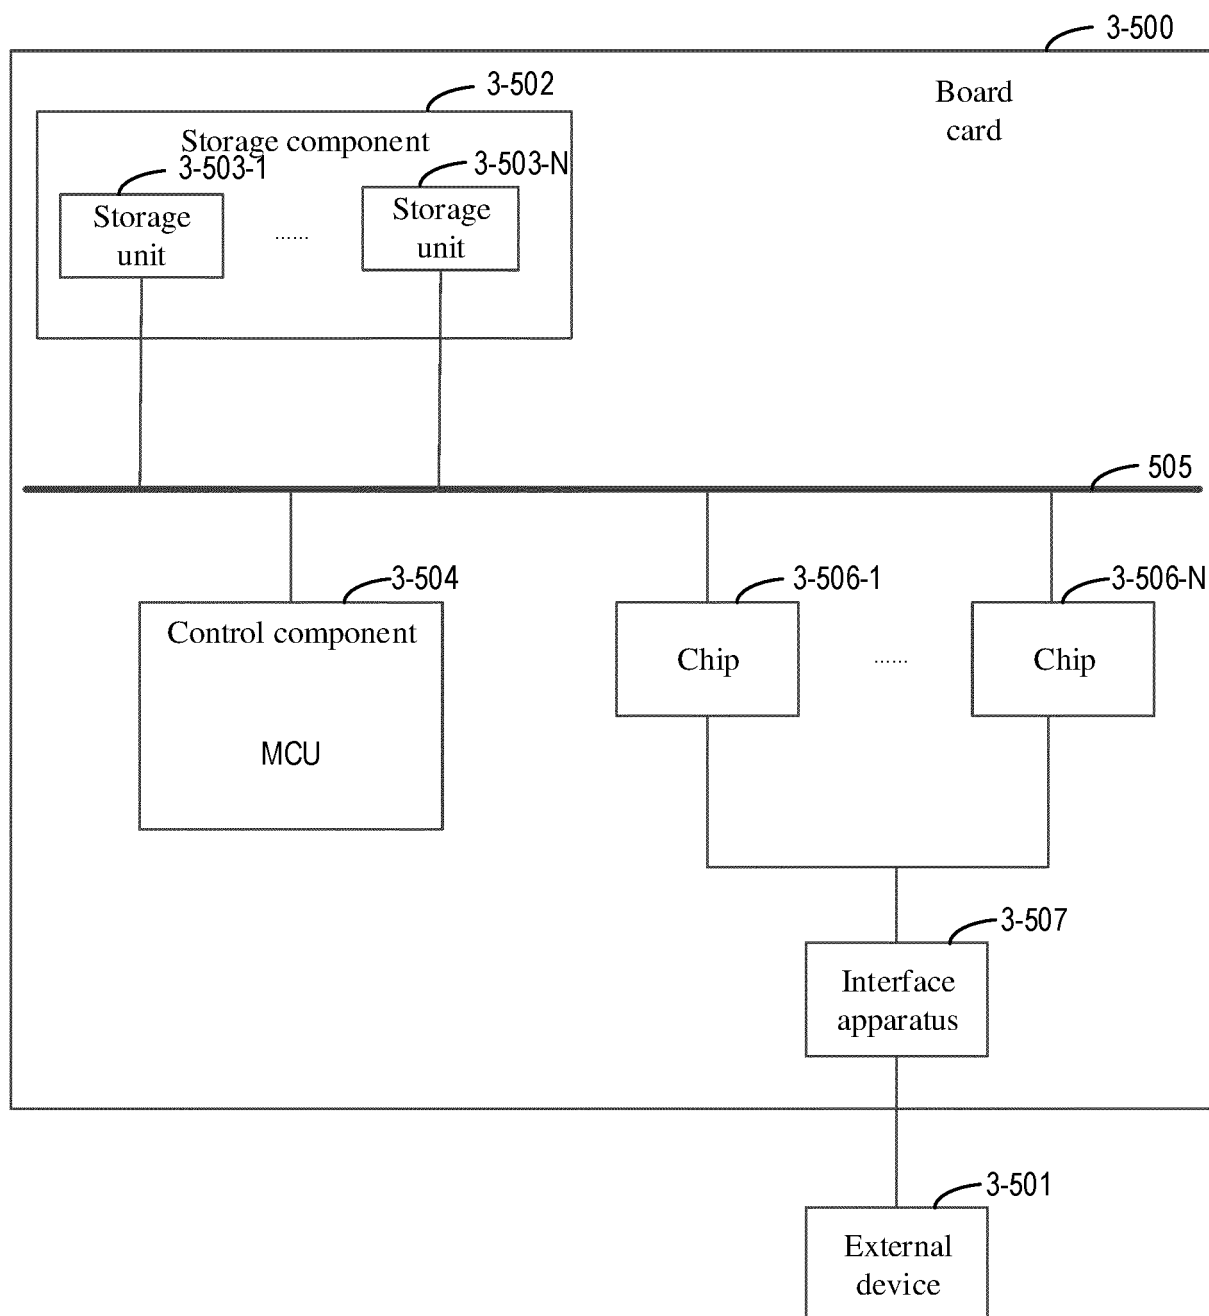 3-500
Board
card
3-502
Storage component
3-503-1
3-503-N
Storage
unit
......
Storage
unit
505
3-504
3-506-1
3-506-N
Control component
MCU
Chip
......
Chip
3-507
Interface
apparatus
3-501
External
device